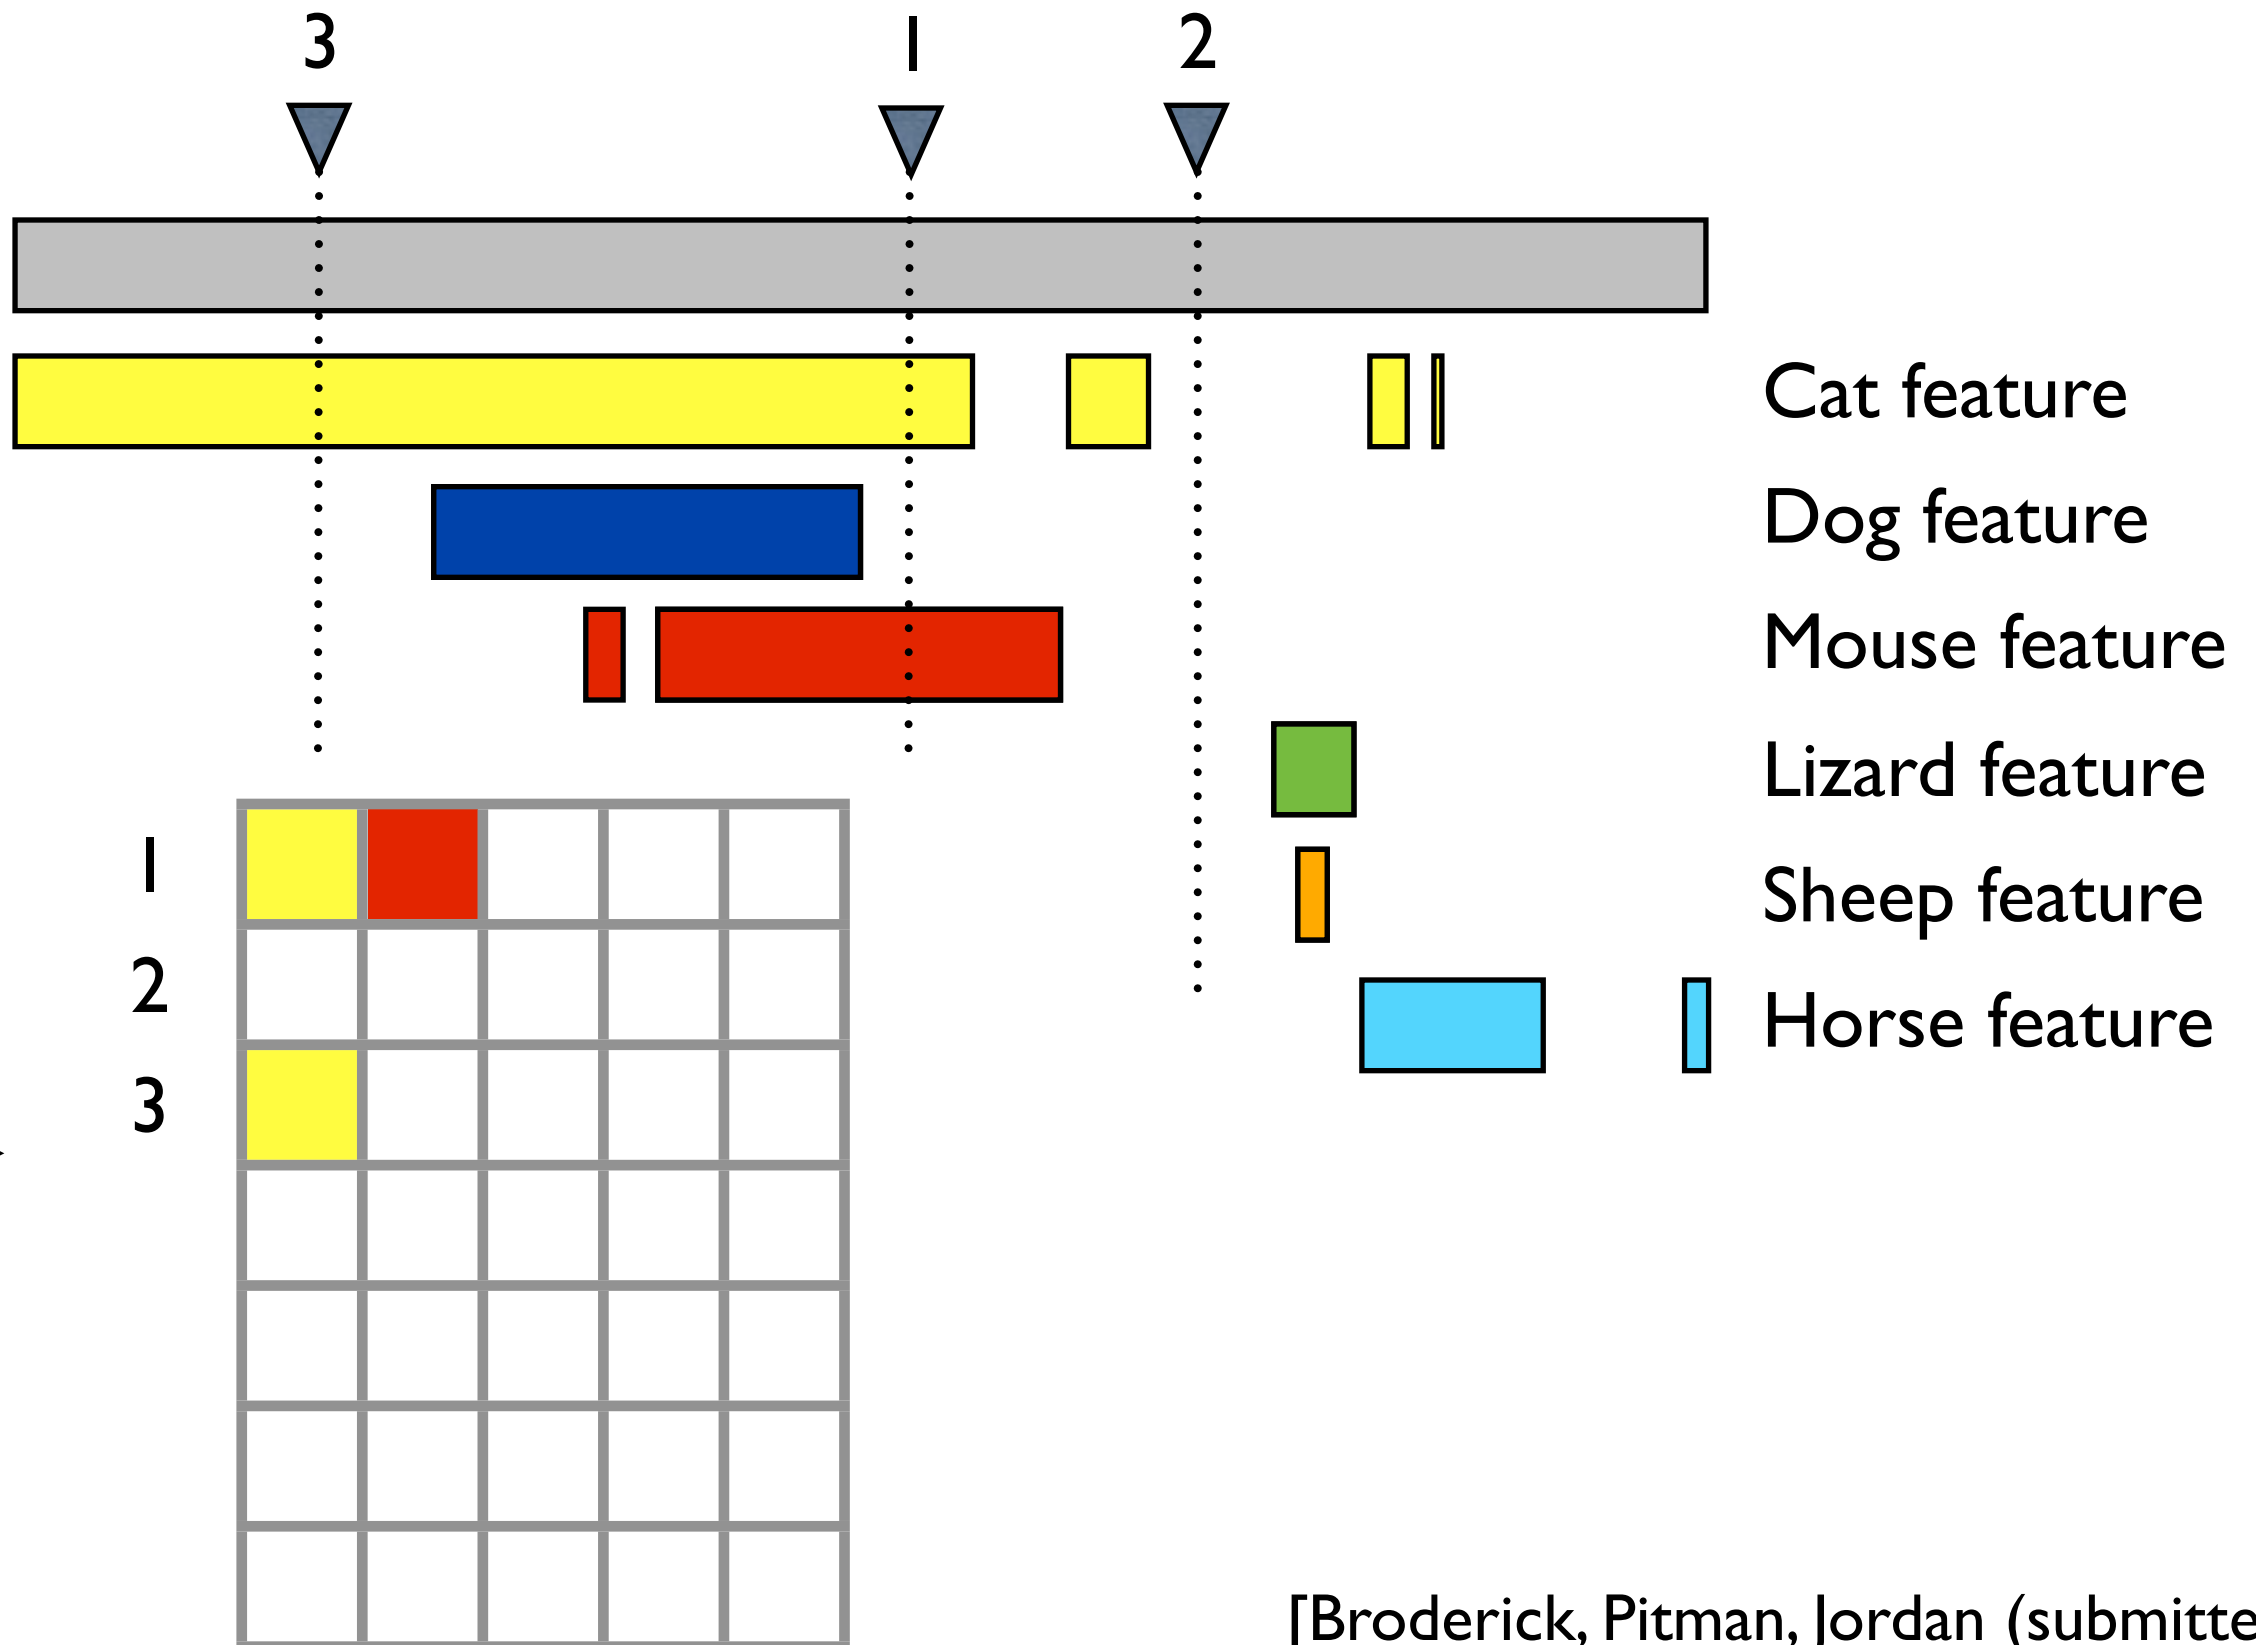 3 1 2
Cat feature
Dog feature
Mouse feature
Lizard feature
Sheep feature
Horse feature
1
2
3
[Broderick, Pitman, Jordan (submitte